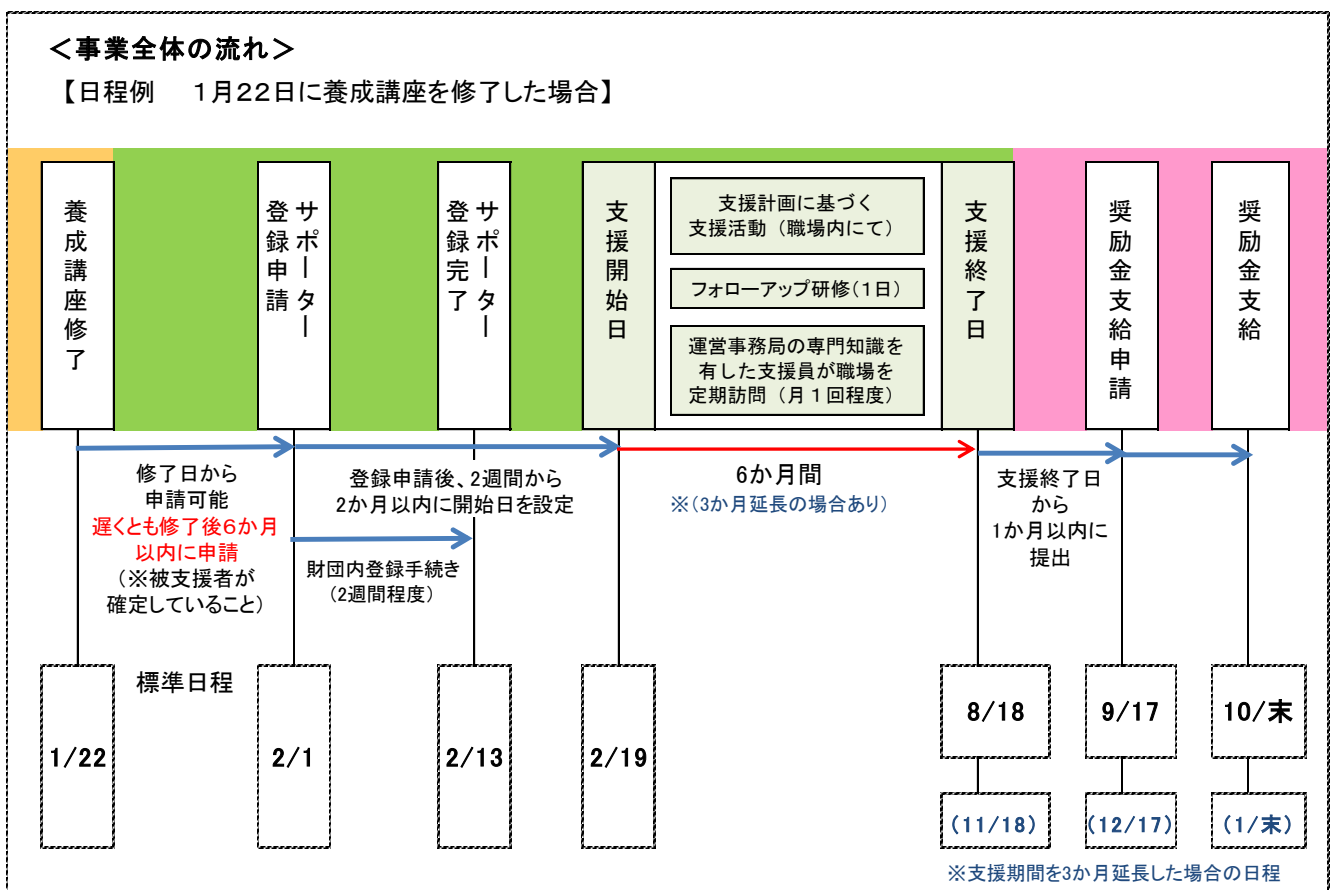 ＜事業全体の流れ＞
【日程例　１月２２日に養成講座を修了した場合】
養成講座修了
サポーター
登録申請
サポーター
登録完了
支援開始日
支援計画に基づく
支援活動（職場内にて）
フォローアップ研修（１日）
運営事務局の専門知識を
有した支援員が職場を
定期訪問（月１回程度）
支援終了日
奨励金支給申請
奨励金支給
修了日から
申請可能
遅くとも修了後６か月
以内に申請
（※被支援者が
確定していること）
登録申請後、2週間から
2か月以内に開始日を設定
財団内登録手続き
（2週間程度）
6か月間
※（3か月延長の場合あり）
支援終了日
から
1か月以内に
提出
標準日程
1/22
2/1
2/13
2/19
8/18
9/17
10/末
（11/18）
（12/17）
（1/末）
※支援期間を3か月延長した場合の日程